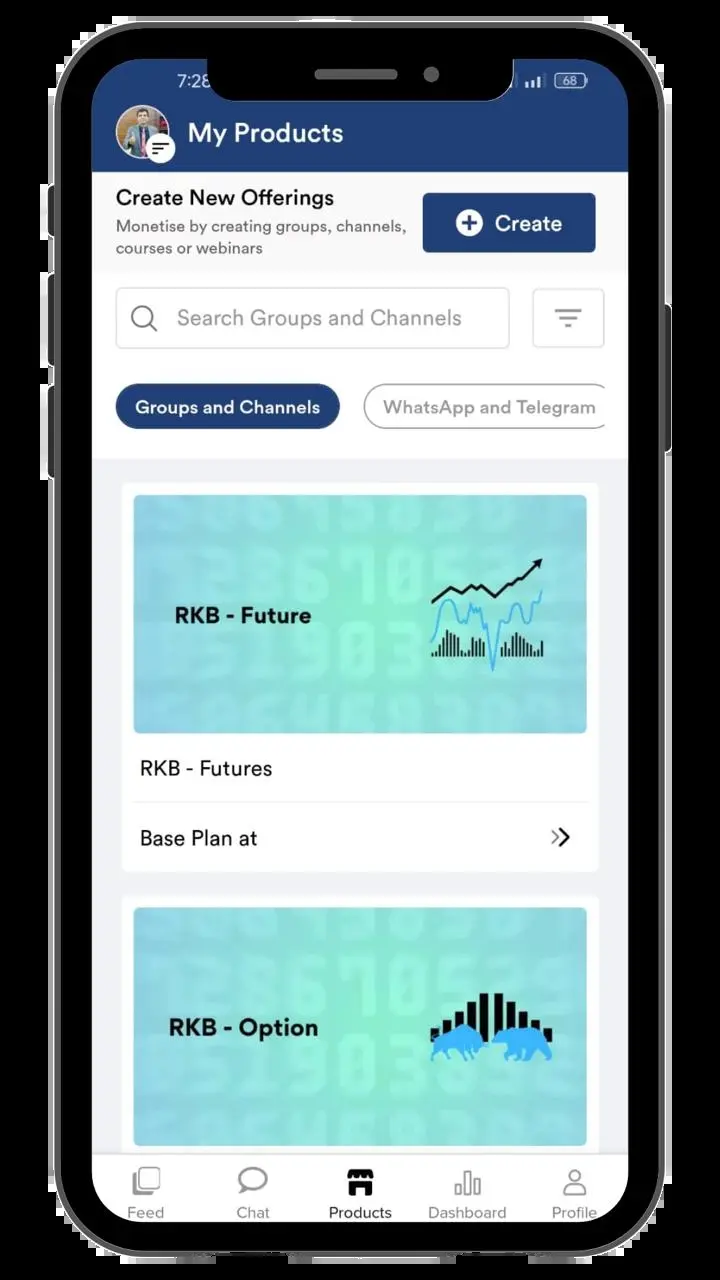 7:28
68
My Products
Create New Offerings
Monetise by creating groups, channels,
courses or webinars
Create
Search Groups and Channels
Groups and Channels
WhatsApp and Telegram
RKB - Future
RKB - Futures
Base Plan at
RKB - Option
Feed
Chat
Products
Dashboard
Profile